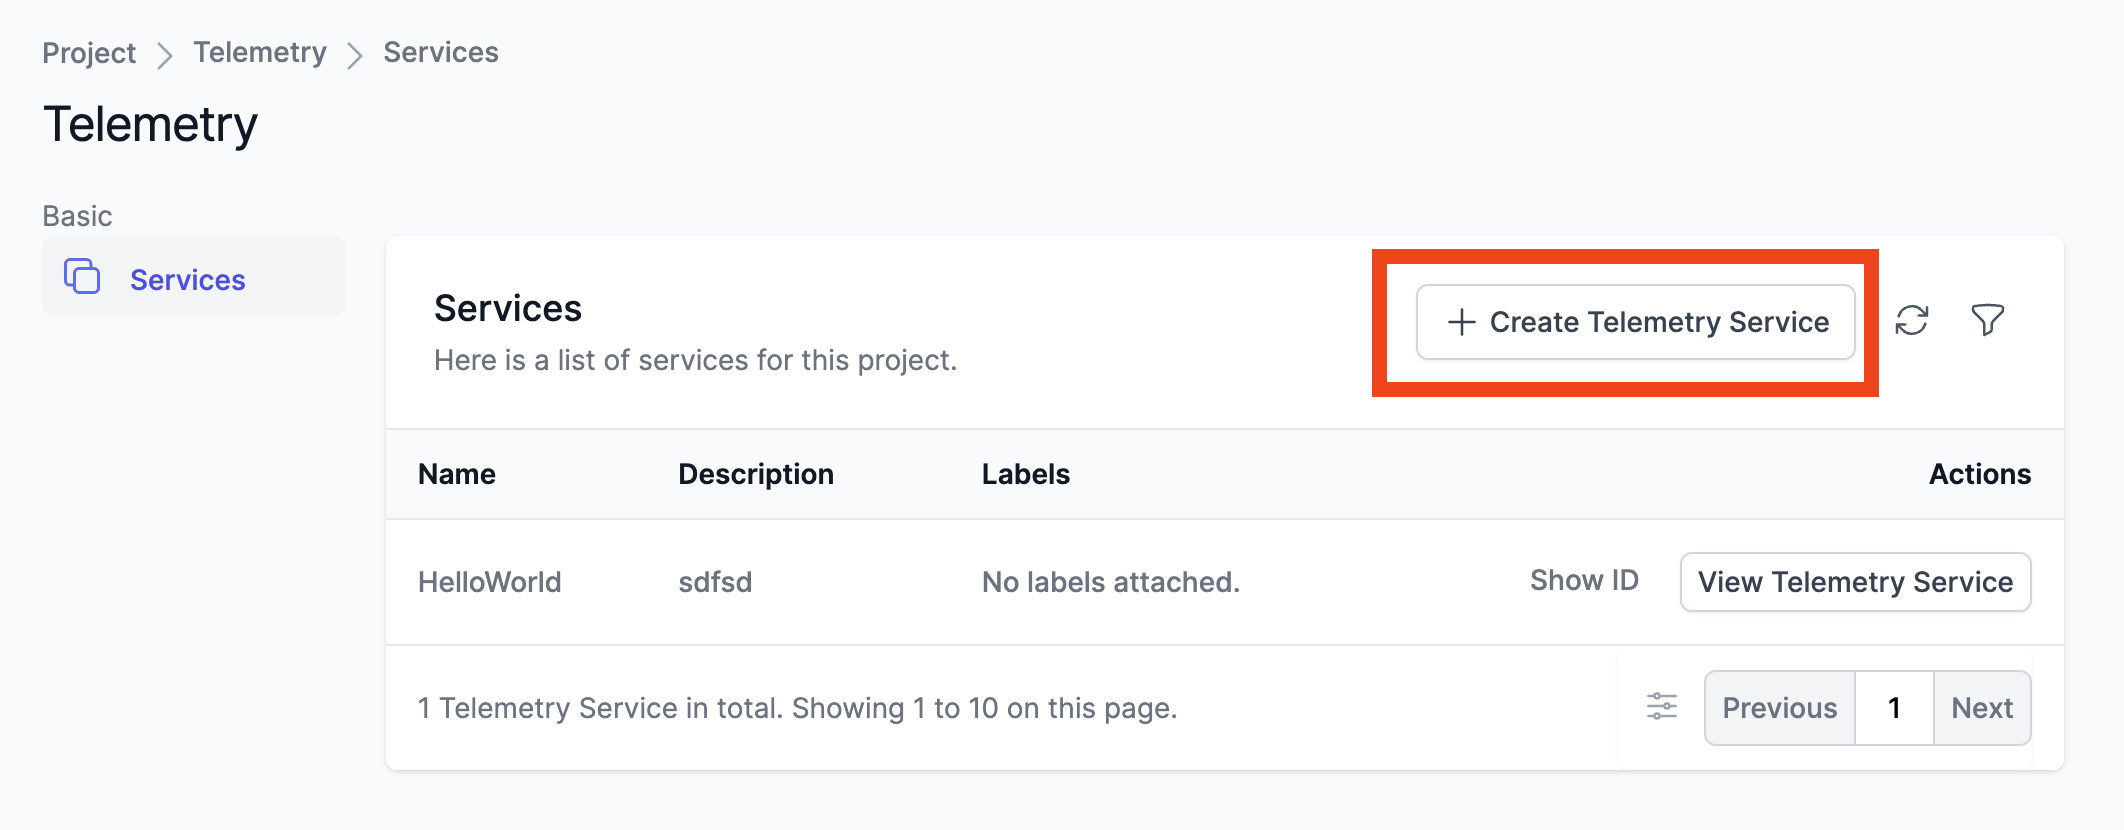 Project Telemetry Services
Telemetry
Basic
Services
Services
Here is a list of services for this project.
Create Telemetry Service
Name Description Labels Actions
HelloWorld sdfsd No labels attached. Show ID View Telemetry Service
1 Telemetry Service in total. Showing 1 to 10 on this page. Previous 1 Next